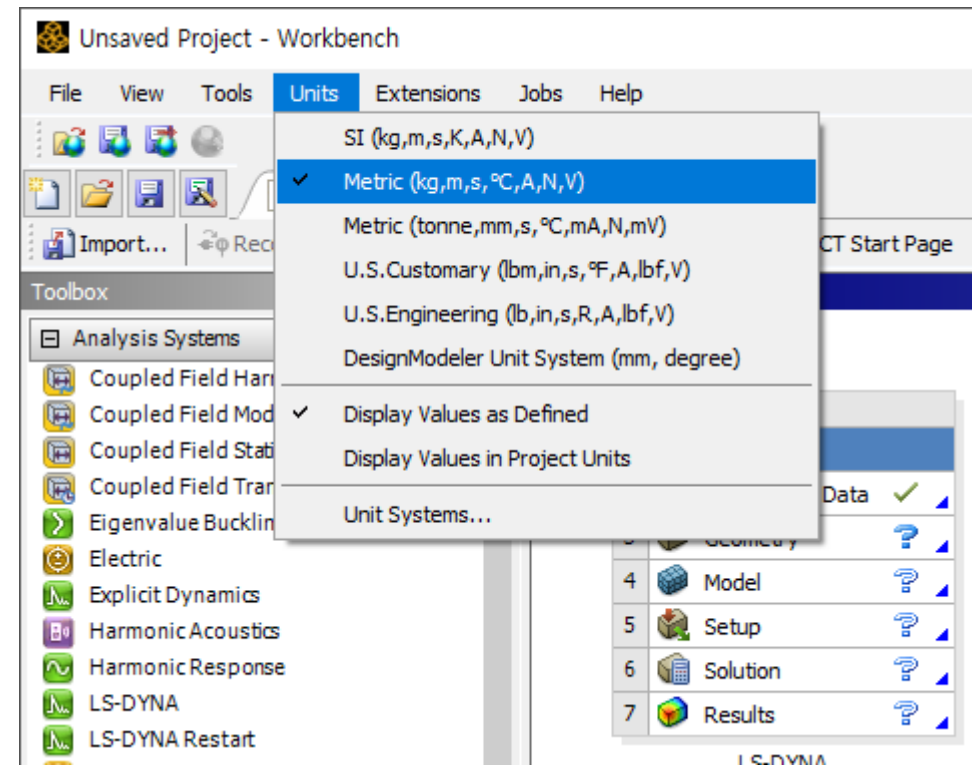 Unsaved Project - Workbench
File View Tools Units Extensions Jobs Help
SI (kg,m,s,K,A,N,V)
Metric (kg,m,s,°C,A,N,V)
Metric (tonne,mm,s,°C,mA,N,mV)
U.S.Customary (lbm,in,s,°F,A,lbf,V)
U.S.Engineering (lb,in,s,R,A,lbf,V)
DesignModeler Unit System (mm, degree)
Display Values as Defined
Display Values in Project Units
Unit Systems...
Import... Rec CT Start Page
Toolbox
Analysis Systems
Coupled Field Har
Coupled Field Mod
Coupled Field Stati
Coupled Field Tran
Eigenvalue Bucklin
Electric
Explicit Dynamics
Harmonic Acoustics
Harmonic Response
LS-DYNA
LS-DYNA Restart
Data
3 Geometry
4 Model
5 Setup
6 Solution
7 Results
LS-DYNA